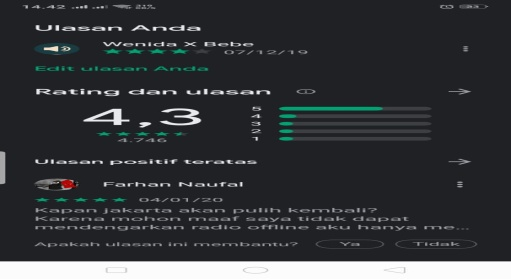 14.42
Ulasan Anda
Wenida X Bebe
07/12/19
Edit ulasan Anda
Rating dan ulasan
4,3
5
4
3
2
1
4.746
Ulasan positif teratas
Farhan Naufal
04/01/20
Kapan jakarta akan pulih kembali?
Karena mohon maaf saya tidak dapat
mendengarkan radio offline aku hanya me...
Apakah ulasan ini membantu?
Ya
Tidak